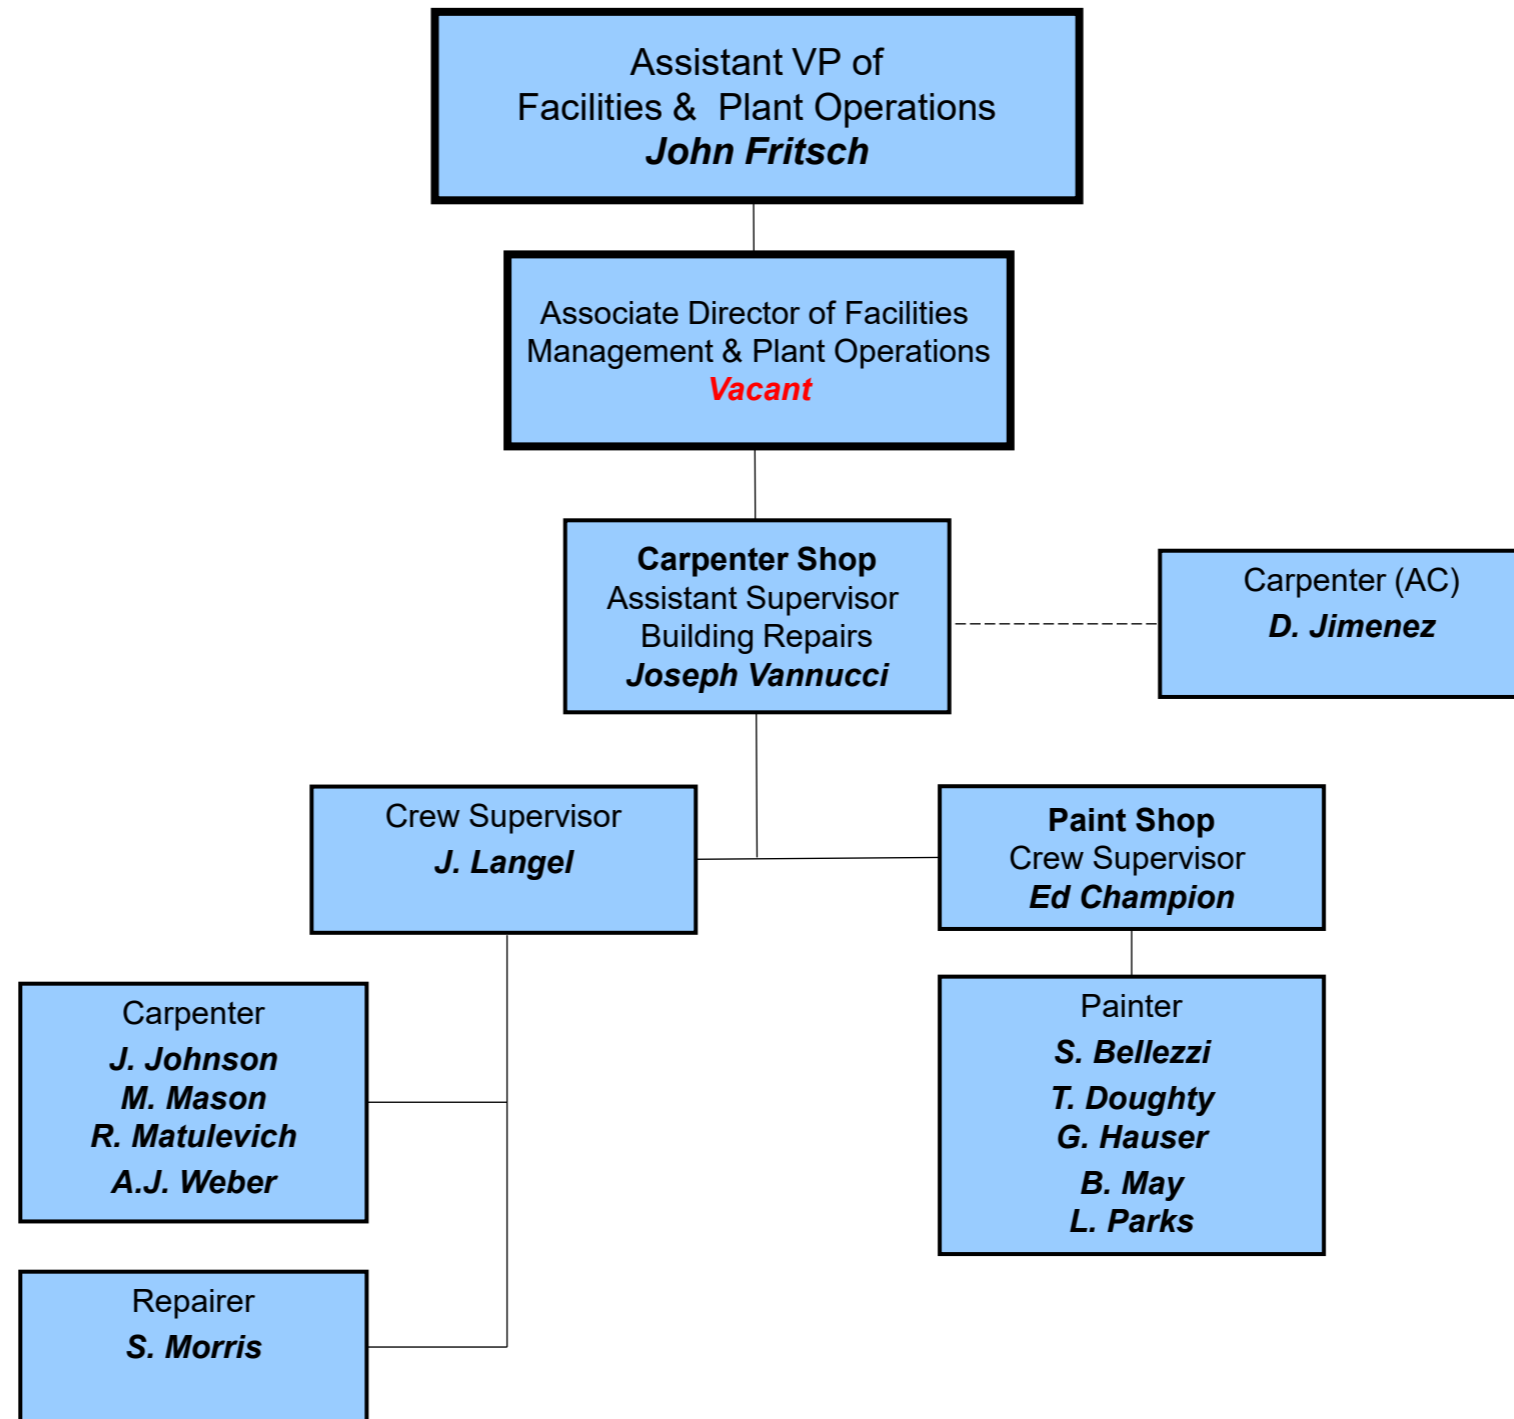 Assistant VP of
Facilities & Plant Operations
John Fritsch
Associate Director of Facilities
Management & Plant Operations
Vacant
Carpenter Shop
Assistant Supervisor
Building Repairs
Joseph Vannucci
Carpenter (AC)
D. Jimenez
Crew Supervisor
J. Langel
Paint Shop
Crew Supervisor
Ed Champion
Carpenter
J. Johnson
M. Mason
R. Matulevich
A.J. Weber
Painter
S. Bellezzi
T. Doughty
G. Hauser
B. May
L. Parks
Repairer
S. Morris